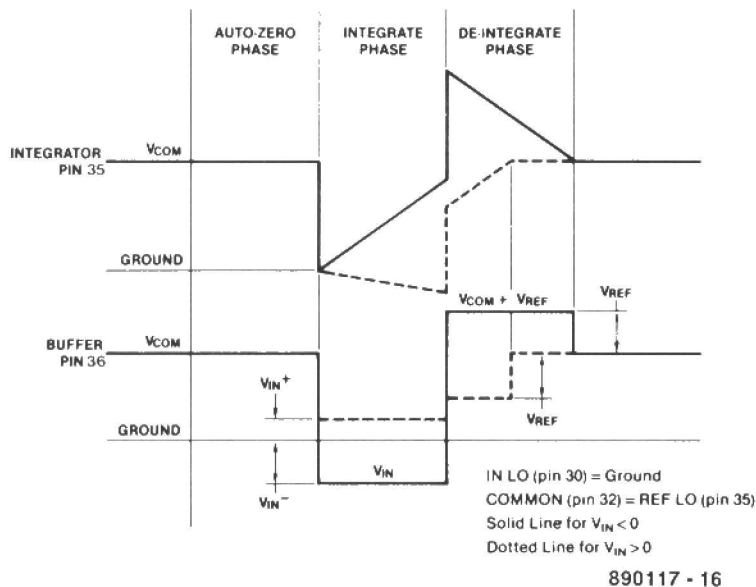 AUTO-ZERO PHASE
INTEGRATE PHASE
DE-INTEGRATE PHASE
INTEGRATOR PIN 35
VCOM
GROUND
VCOM + VREF
VREF
BUFFER PIN 36
VCOM
VIN+
VREF
GROUND
VIN
VIN-
IN LO (pin 30) = Ground
COMMON (pin 32) = REF LO (pin 35)
Solid Line for VIN < 0
Dotted Line for VIN > 0
890117 - 16